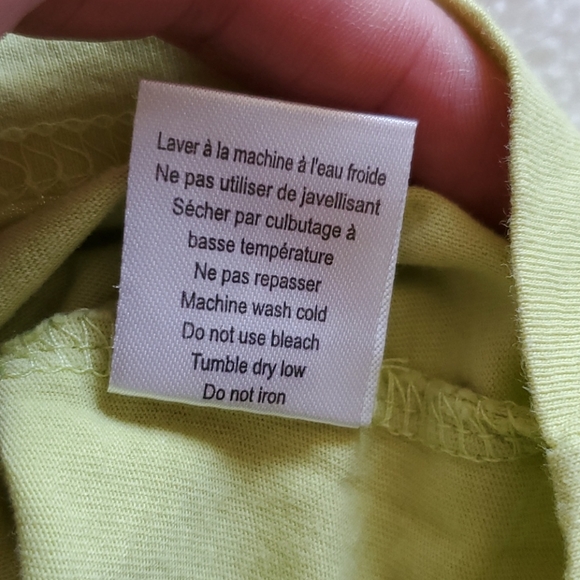 Laver à la machine à l'eau froide
Ne pas utiliser de javellisant
Sécher par culbutage à
basse température
Ne pas repasser
Machine wash cold
Do not use bleach
Tumble dry low
Do not iron